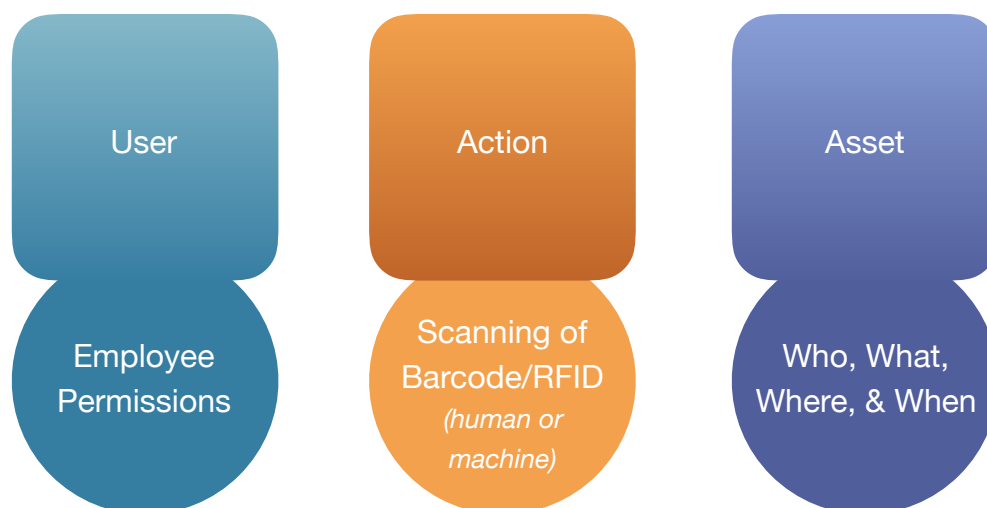 User
Action
Asset
Employee
Permissions
Scanning of
Barcode/RFID
(human or
machine)
Who, What,
Where, & When